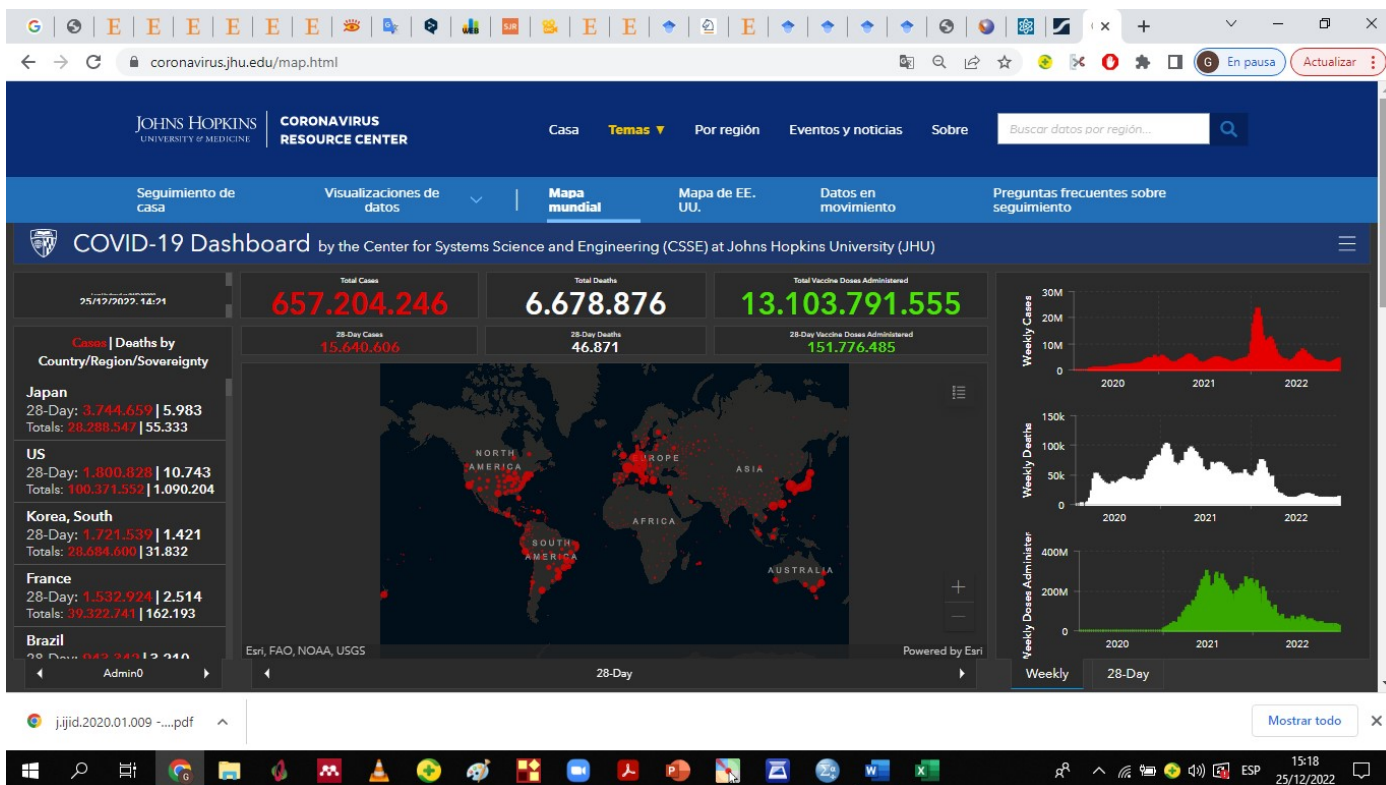 SJR
coronavirus.jhu.edu/map.html
G En pausa
Actualizar
JOHNS HOPKINS
UNIVERSITY & MEDICINE
CORONAVIRUS
RESOURCE CENTER
Casa
Temas ▼
Por región
Eventos y noticias
Sobre
Buscar datos por región...
Seguimiento de
casa
Visualizaciones de
datos
Mapa
mundial
Mapa de EE.
UU.
Datos en
movimiento
Preguntas frecuentes sobre
seguimiento
COVID-19 Dashboard by the Center for Systems Science and Engineering (CSSE) at Johns Hopkins University (JHU)
25/12/2022. 14:21
Total Cases
657.204.246
Total Deaths
6.678.876
Total Vaccine Doses Administered
13.103.791.555
28-Day Cases
15.640.606
28-Day Deaths
46.871
28-Day Vaccine Doses Administered
151.776.485
Cases | Deaths by
Country/Region/Sovereignty
Japan
28-Day: 3.744.659 | 5.983
Totals: 28.288.547 | 55.333
US
28-Day: 1.800.828 | 10.743
Totals: 100.371.552 | 1.090.204
Korea, South
28-Day: 1.721.539 | 1.421
Totals: 28.684.600 | 31.832
France
28-Day: 1.532.924 | 2.514
Totals: 39.322.741 | 162.193
Brazil
Admin0
NORTH
AMERICA
EUROPE
ASIA
AFRICA
SOUTH
AMERICA
AUSTRALIA
Esri, FAO, NOAA, USGS
Powered by Esri
28-Day
Weekly Cases
30M
20M
10M
0
2020
2021
2022
Weekly Deaths
150k
100k
50k
0
2020
2021
2022
Weekly Doses Administer
400M
200M
0
2020
2021
2022
Weekly
28-Day
j.ijid.2020.01.009 -....pdf
Mostrar todo
ESP
15:18
25/12/2022